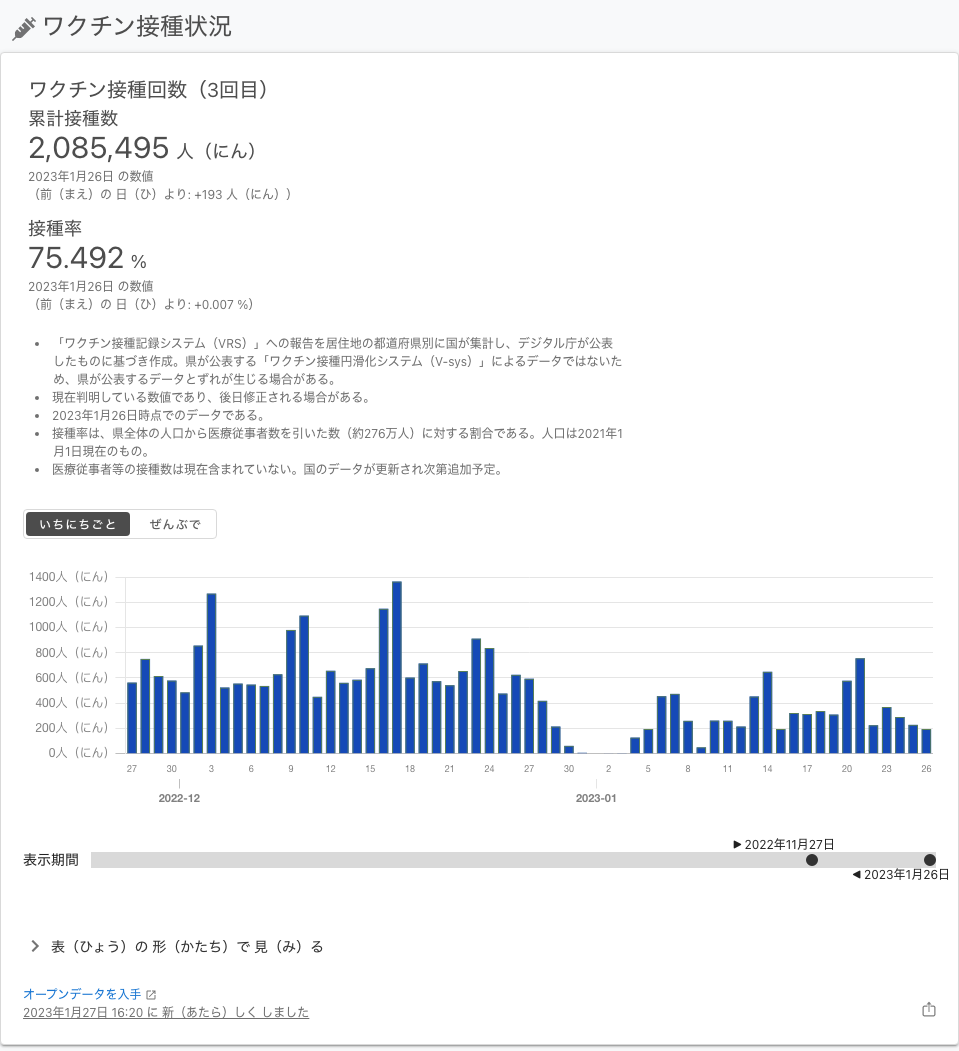 ワクチン接種状況
ワクチン接種回数（3回目）
累計接種数
2,085,495 人（にん）
2023年1月26日 の数値
（前（まえ）の 日（ひ）より: +193 人（にん））
接種率
75.492 %
2023年1月26日 の数値
（前（まえ）の 日（ひ）より: +0.007 %）
• 「ワクチン接種記録システム（VRS）」への報告を居住地の都道府県別に国が集計し、デジタル庁が公表
したものに基づき作成。県が公表する「ワクチン接種円滑化システム（V-sys）」によるデータではないた
め、県が公表するデータとずれが生じる場合がある。
• 現在判明している数値であり、後日修正される場合がある。
• 2023年1月26日時点でのデータである。
• 接種率は、県全体の人口から医療従事者数を引いた数（約276万人）に対する割合である。人口は2021年1
月1日現在のもの。
• 医療従事者等の接種数は現在含まれていない。国のデータが更新され次第追加予定。
いちにちごと ぜんぶで
1400人（にん）
1200人（にん）
1000人（にん）
800人（にん）
600人（にん）
400人（にん）
200人（にん）
0人（にん）
27 30 3 6 9 12 15 18 21 24 27 30 2 5 8 11 14 17 20 23 26
2022-12 2023-01
▶ 2022年11月27日
表示期間
◀ 2023年1月26日
表（ひょう）の 形（かたち）で 見（み）る
オープンデータを入手
2023年1月27日 16:20 に 新（あたら）しく しました